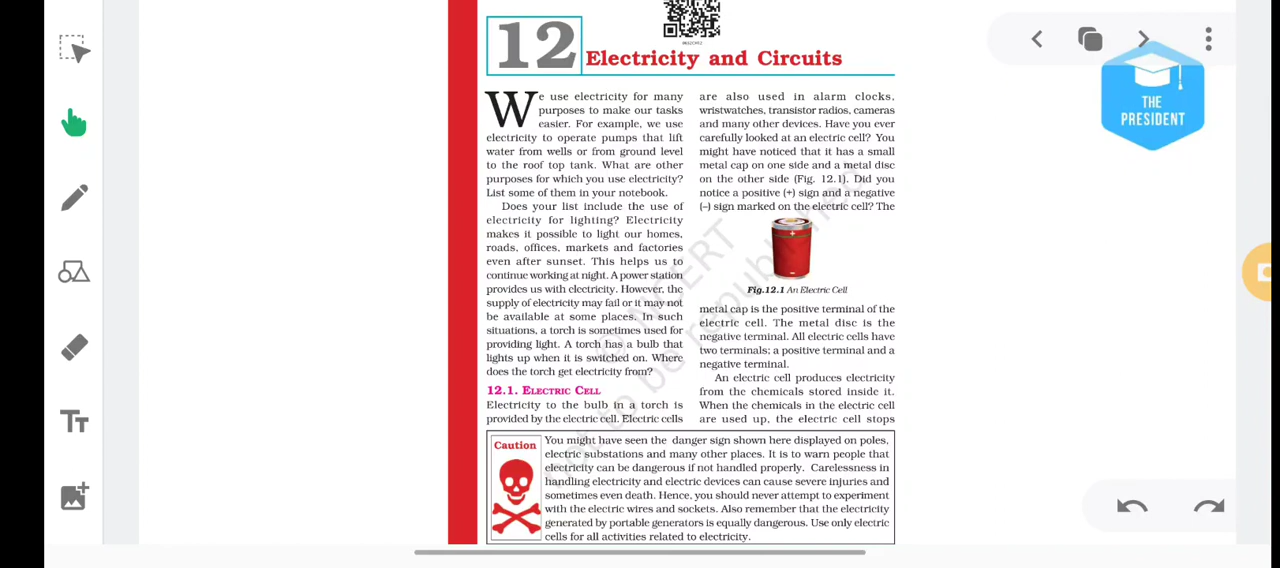 12
Electricity and Circuits
We use electricity for many
purposes to make our tasks
easier. For example, we use
electricity to operate pumps that lift
water from wells or from ground level
to the roof top tank. What are other
purposes for which you use electricity?
List some of them in your notebook.
Does your list include the use of
electricity for lighting? Electricity
makes it possible to light our homes,
roads, offices, markets and factories
even after sunset. This helps us to
continue working at night. A power station
provides us with electricity. However, the
supply of electricity may fail or it may not
be available at some places. In such
situations, a torch is sometimes used for
providing light. A torch has a bulb that
lights up when it is switched on. Where
does the torch get electricity from?
12.1. ELECTRIC CELL
Electricity to the bulb in a torch is
provided by the electric cell. Electric cells
are also used in alarm clocks,
wristwatches, transistor radios, cameras
and many other devices. Have you ever
carefully looked at an electric cell? You
might have noticed that it has a small
metal cap on one side and a metal disc
on the other side (Fig. 12.1). Did you
notice a positive (+) sign and a negative
(–) sign marked on the electric cell? The
Fig.12.1 An Electric Cell
metal cap is the positive terminal of the
electric cell. The metal disc is the
negative terminal. All electric cells have
two terminals; a positive terminal and a
negative terminal.
An electric cell produces electricity
from the chemicals stored inside it.
When the chemicals in the electric cell
are used up, the electric cell stops
Caution
You might have seen the danger sign shown here displayed on poles,
electric substations and many other places. It is to warn people that
electricity can be dangerous if not handled properly. Carelessness in
handling electricity and electric devices can cause severe injuries and
sometimes even death. Hence, you should never attempt to experiment
with the electric wires and sockets. Also remember that the electricity
generated by portable generators is equally dangerous. Use only electric
cells for all activities related to electricity.
© NCERT
not to be republished
THE
PRESIDENT
TT